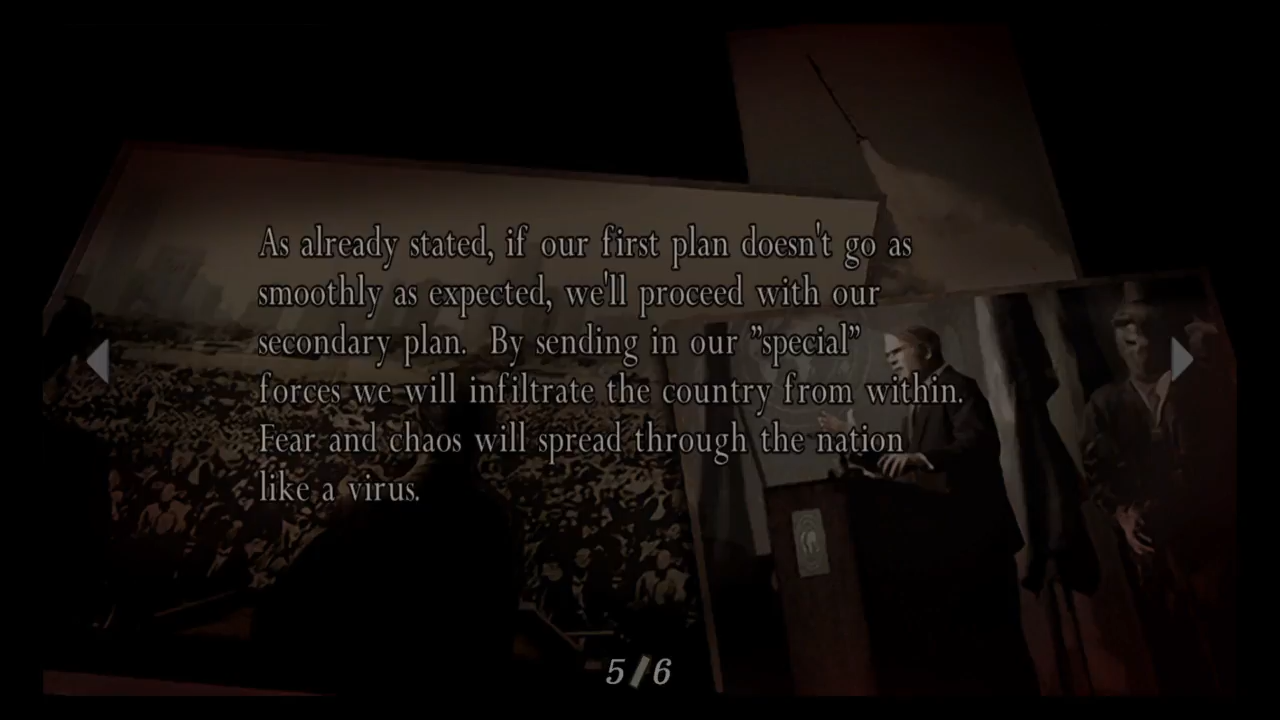 As already stated, if our first plan doesn't go as
smoothly as expected, we'll proceed with our
secondary plan.  By sending in our "special"
forces we will infiltrate the country from within.
Fear and chaos will spread through the nation
like a virus.
5/6